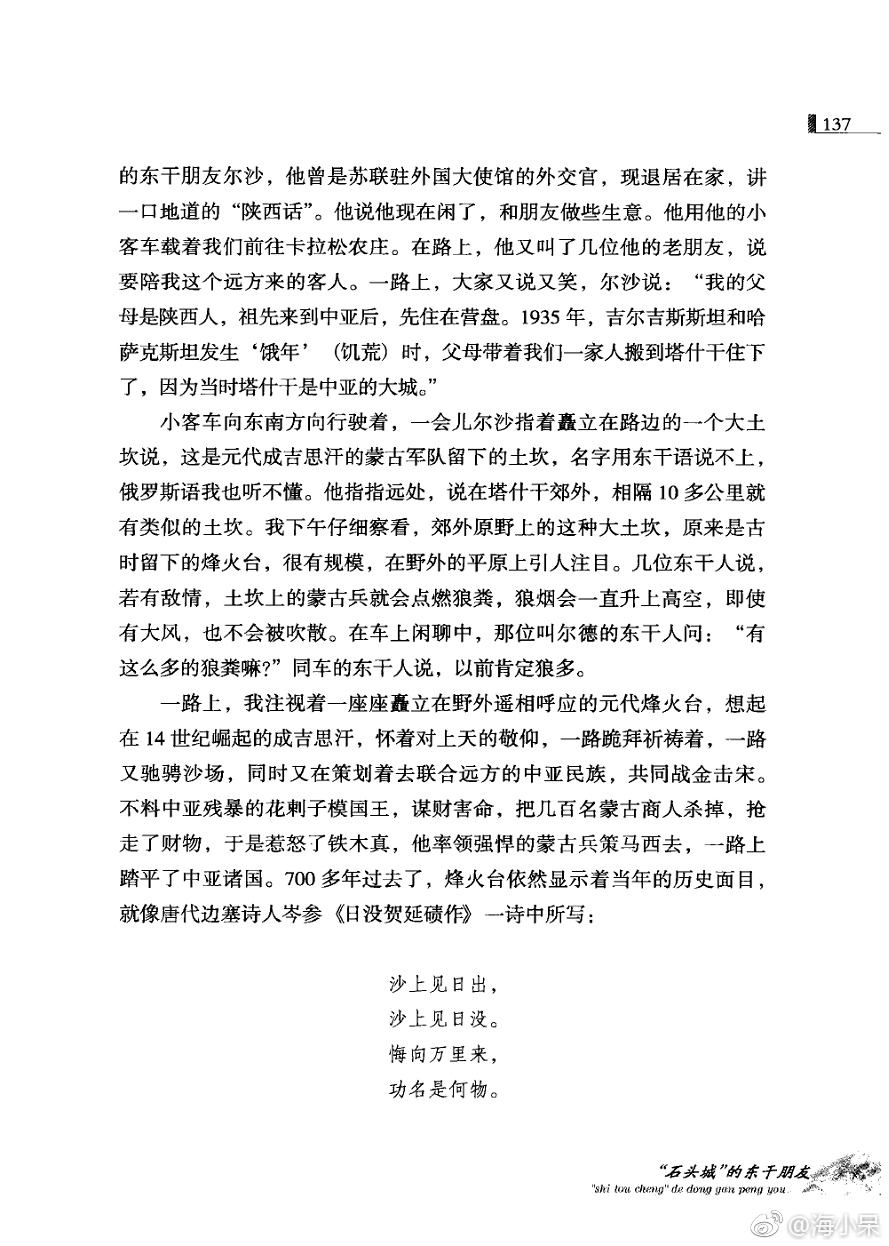 137
的东干朋友尔沙，他曾是苏联驻外国大使馆的外交官，现退居在家，讲
一口地道的“陕西话”。他说他现在闲了，和朋友做些生意。他用他的小
客车载着我们前往卡拉松农庄。在路上，他又叫了几位他的老朋友，说
要陪我这个远方来的客人。一路上，大家又说又笑，尔沙说：“我的父
母是陕西人，祖先来到中亚后，先住在营盘。1935 年，吉尔吉斯斯坦和哈
萨克斯坦发生‘饿年’（饥荒）时，父母带着我们一家人搬到塔什干住下
了，因为当时塔什干是中亚的大城。”
小客车向东南方向行驶着，一会儿尔沙指着矗立在路边的一个大土
坎说，这是元代成吉思汗的蒙古军队留下的土坎，名字用东干语说不上，
俄罗斯语我也听不懂。他指指远处，说在塔什干郊外，相隔 10 多公里就
有类似的土坎。我下午仔细察看，郊外原野上的这种大土坎，原来是古
时留下的烽火台，很有规模，在野外的平原上引人注目。几位东干人说，
若有敌情，土坎上的蒙古兵就会点燃狼粪，狼烟会一直升上高空，即使
有大风，也不会被吹散。在车上闲聊中，那位叫尔德的东干人问：“有
这么多的狼粪嘛?”同车的东干人说，以前肯定狼多。
一路上，我注视着一座座矗立在野外遥相呼应的元代烽火台，想起
在 14 世纪崛起的成吉思汗，怀着对上天的敬仰，一路跪拜祈祷着，一路
又驰骋沙场，同时又在策划着去联合远方的中亚民族，共同战金击宋。
不料中亚残暴的花剌子模国王，谋财害命，把几百名蒙古商人杀掉，抢
走了财物，于是惹怒了铁木真，他率领强悍的蒙古兵策马西去，一路上
踏平了中亚诸国。700 多年过去了，烽火台依然显示着当年的历史面目，
就像唐代边塞诗人岑参《日没贺延碛作》一诗中所写：
沙上见日出，
沙上见日没。
悔向万里来，
功名是何物。
“石头城”的东干朋友
"shi tou cheng" de dong gan peng you
@海小呆